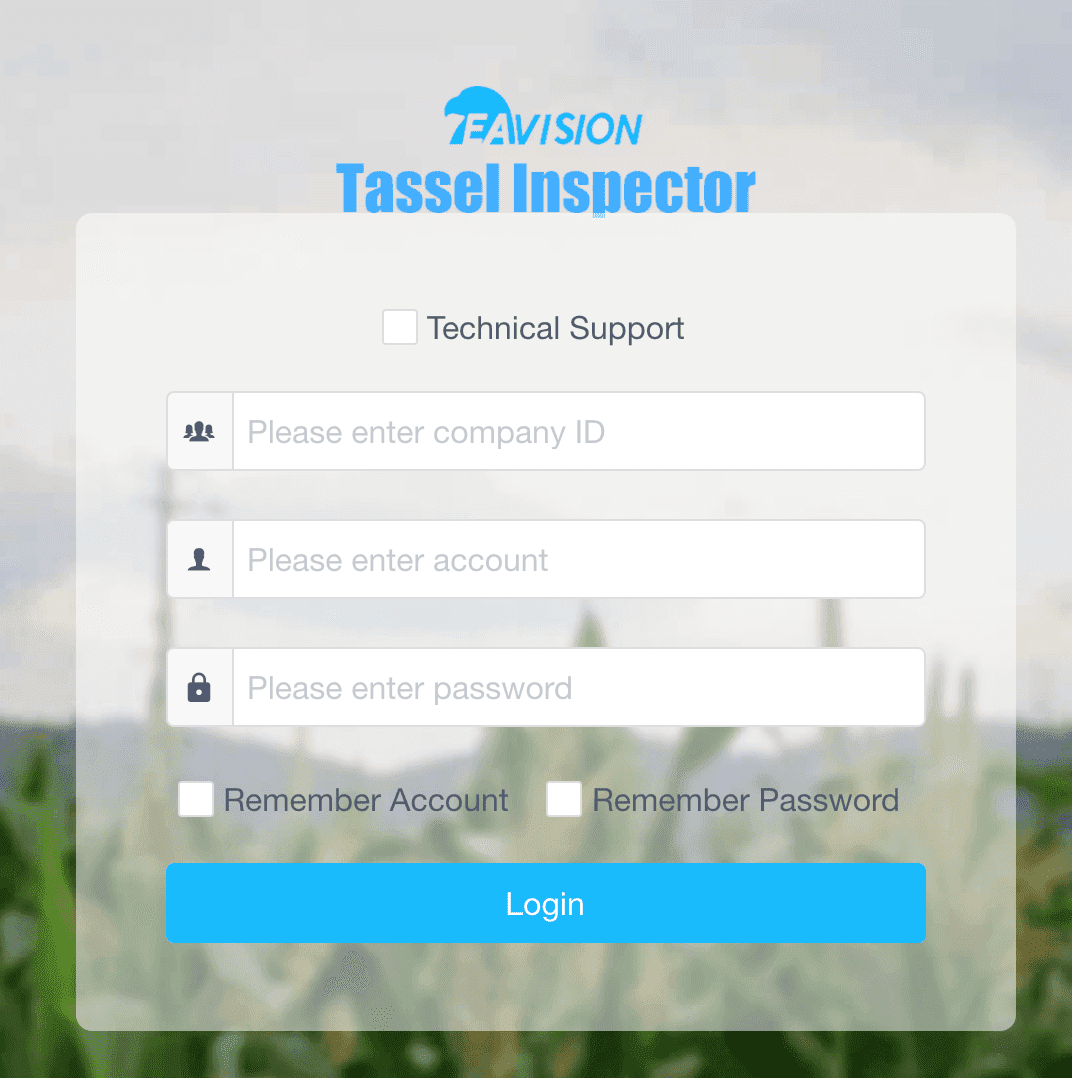 EAVISION
Tassel Inspector
Technical Support
Please enter company ID
Please enter account
Please enter password
Remember Account Remember Password
Login